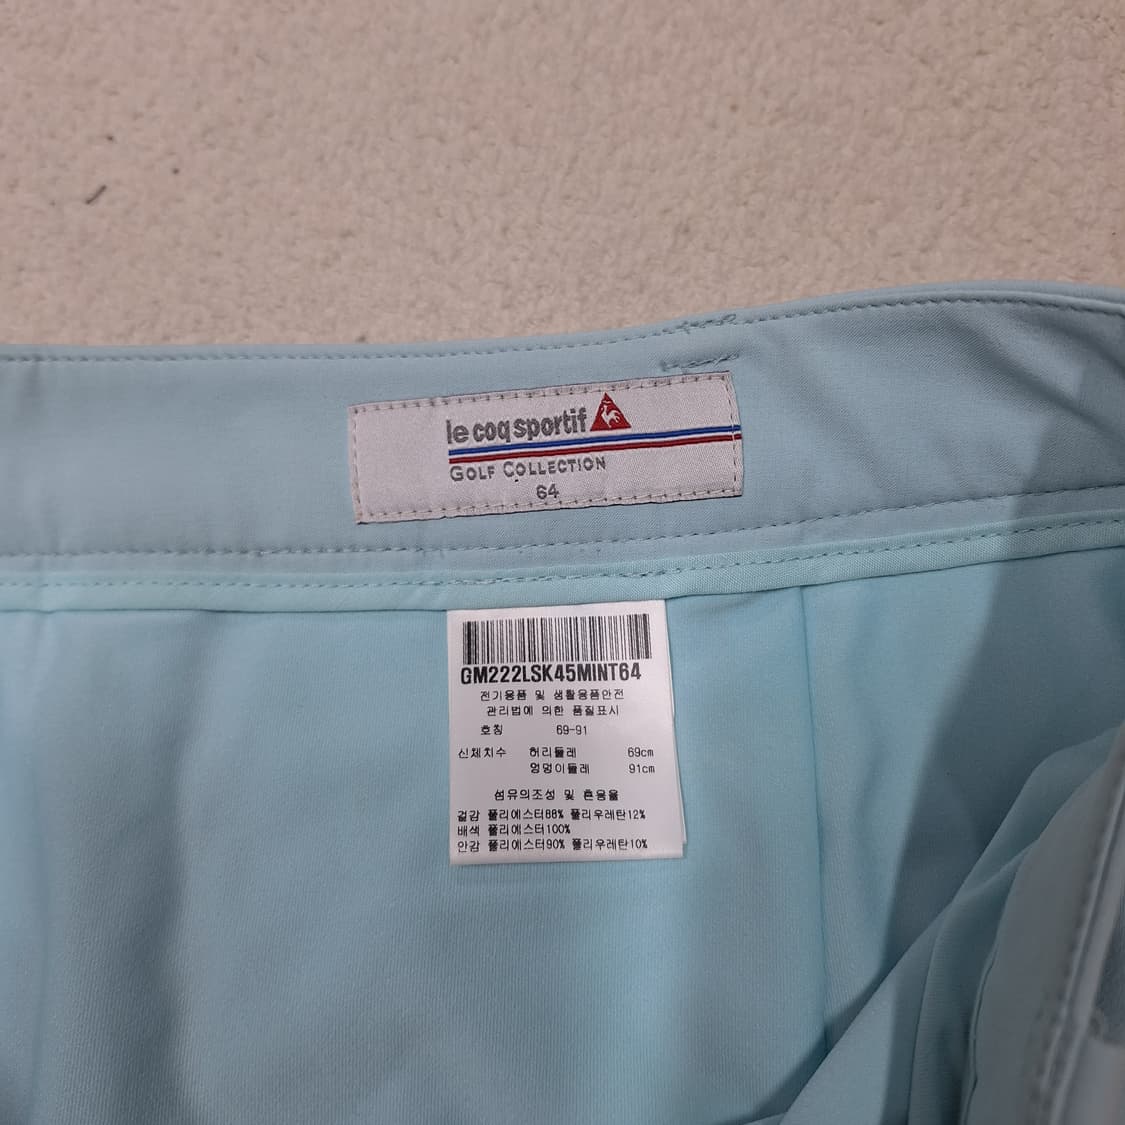 le coq sportif
GOLF COLLECTION
64
GM222LSK45MINT64
전기용품 및 생활용품안전
관리법에 의한 품질표시
호칭 69-91
신체치수 허리둘레 69cm
엉덩이둘레 91cm
섬유의조성 및 혼용율
겉감 폴리에스터88% 폴리우레탄12%
배색 폴리에스터100%
안감 폴리에스터90% 폴리우레탄10%